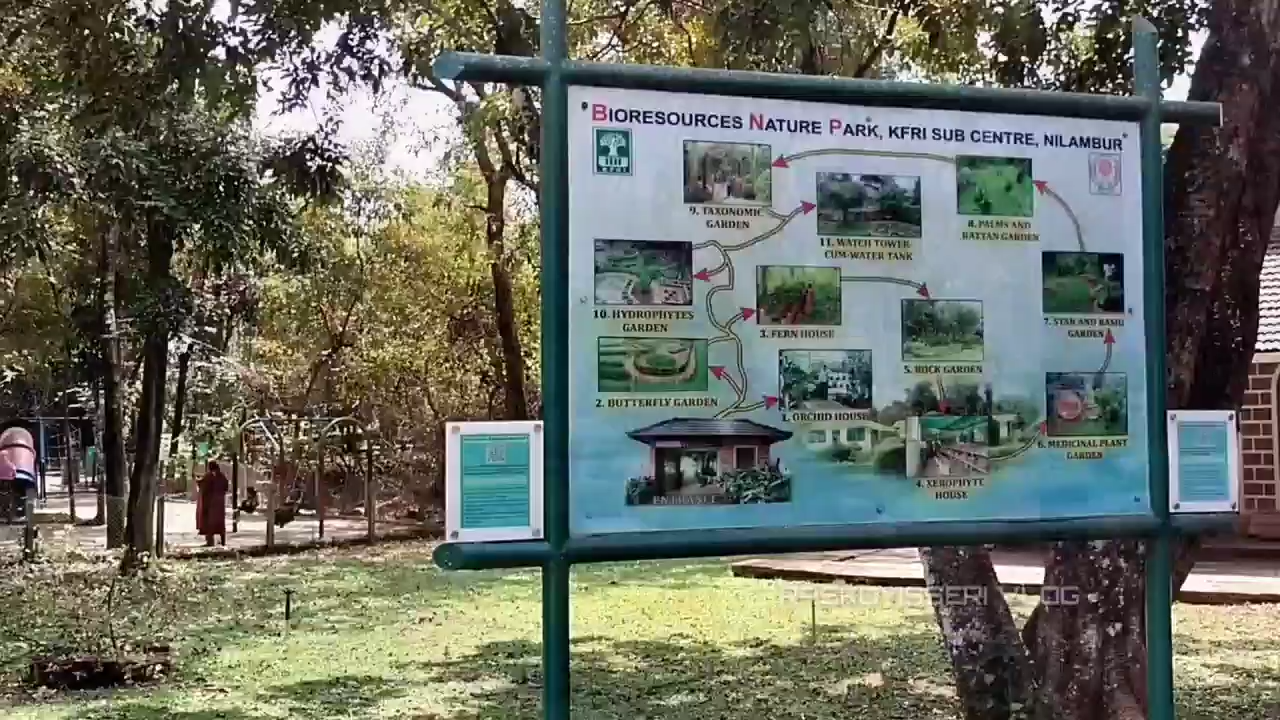 BIORESOURCES NATURE PARK, KFRI SUB CENTRE, NILAMBUR
KFRI
9. TAXONOMIC
GARDEN
11. WATCH TOWER-
CUM-WATER TANK
8. PALMS AND
RATTAN GARDEN
10. HYDROPHYTES
GARDEN
3. FERN HOUSE
5. ROCK GARDEN
7. STAR AND RASHI
GARDEN
2. BUTTERFLY GARDEN
1. ORCHID HOUSE
6. MEDICINAL PLANT
GARDEN
4. XEROPHYTE
HOUSE
ENTRANCE